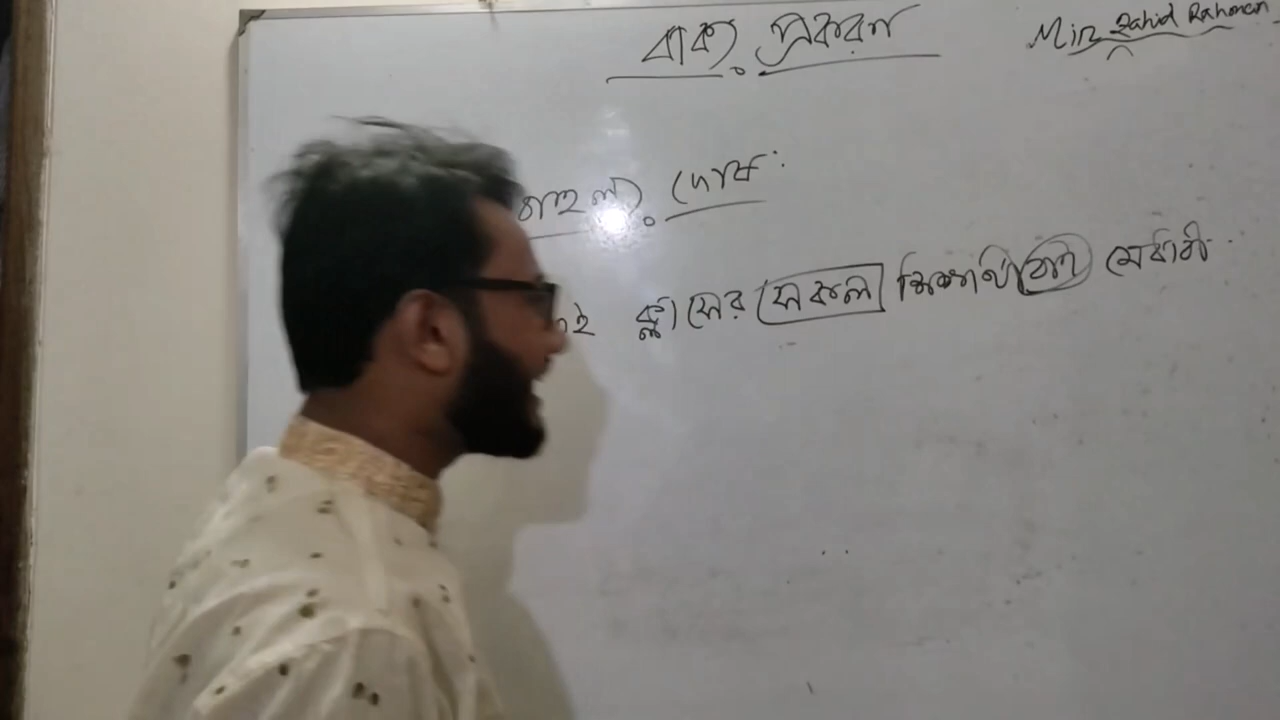 বাক্য প্রকরণ
Mir Zahid Rahman
বাহুল্য দোষ:
ক্লাসের সকল শিক্ষার্থীরাই মেধাবী